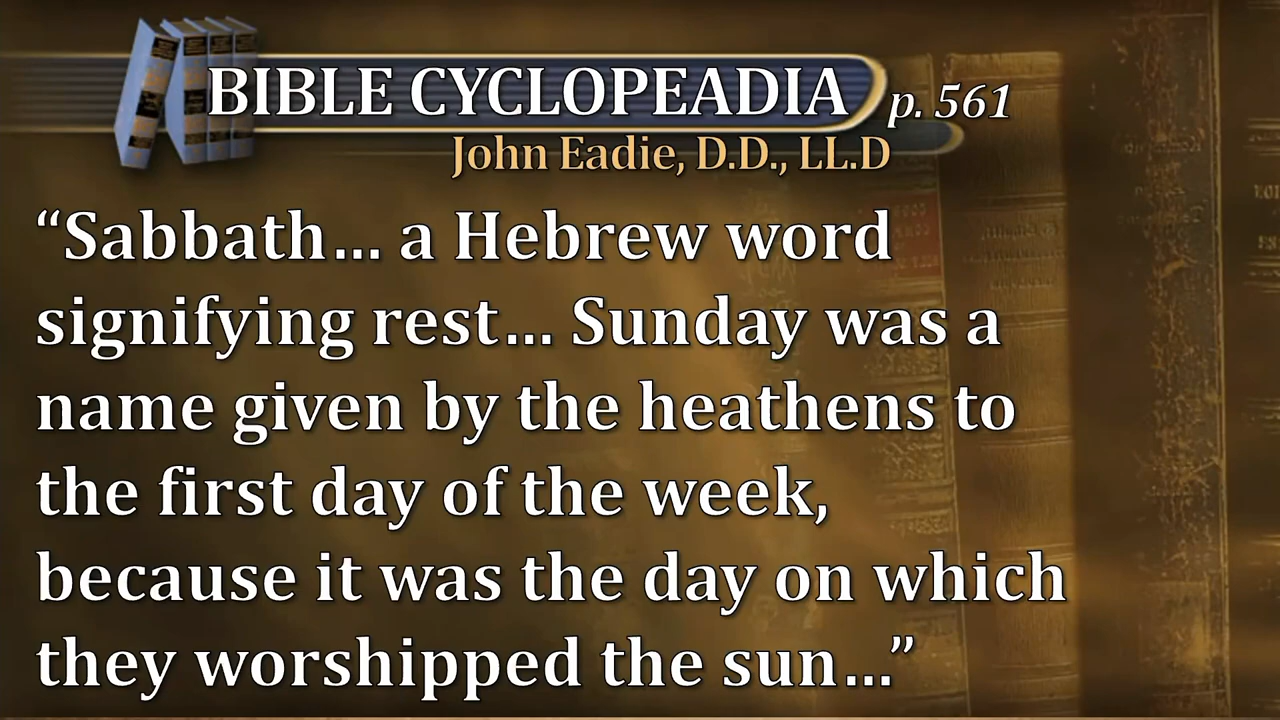 BIBLE CYCLOPEADIA p. 561
John Eadie, D.D., LL.D
“Sabbath... a Hebrew word
signifying rest... Sunday was a
name given by the heathens to
the first day of the week,
because it was the day on which
they worshipped the sun...”